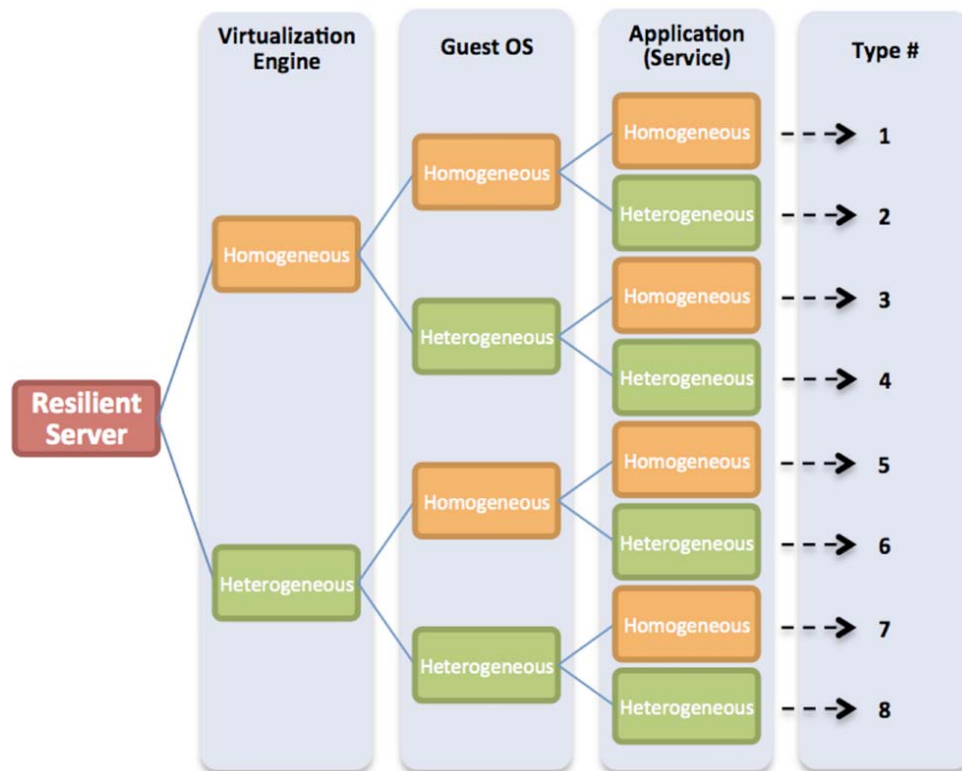 Virtualization
Engine
Guest OS
Application
(Service)
Type #
Homogeneous
1
Homogeneous
Heterogeneous
2
Homogeneous
Homogeneous
3
Heterogeneous
Heterogeneous
4
Resilient
Server
Homogeneous
5
Homogeneous
Heterogeneous
6
Heterogeneous
Homogeneous
7
Heterogeneous
Heterogeneous
8